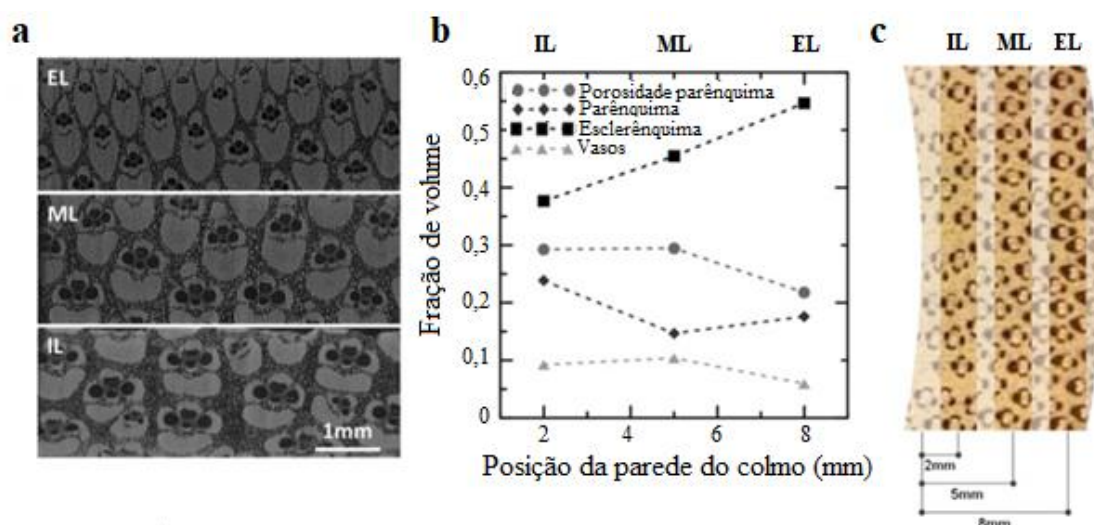 a
EL
ML
IL
1mm
b
IL ML EL
0,6
0,5
0,4
0,3
0,2
0,1
0
Porosidade parênquima
Parênquima
Esclerênquima
Vasos
Fração de volume
2 4 6 8
Posição da parede do colmo (mm)
c
IL ML EL
2mm
5mm
8mm